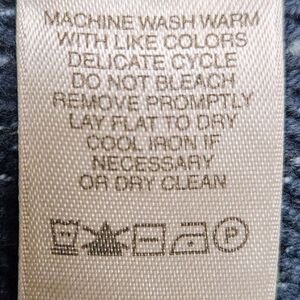 MACHINE WASH WARM
WITH LIKE COLORS
DELICATE CYCLE
DO NOT BLEACH
REMOVE PROMPTLY
LAY FLAT TO DRY
COOL IRON IF
NECESSARY
OR DRY CLEAN
P